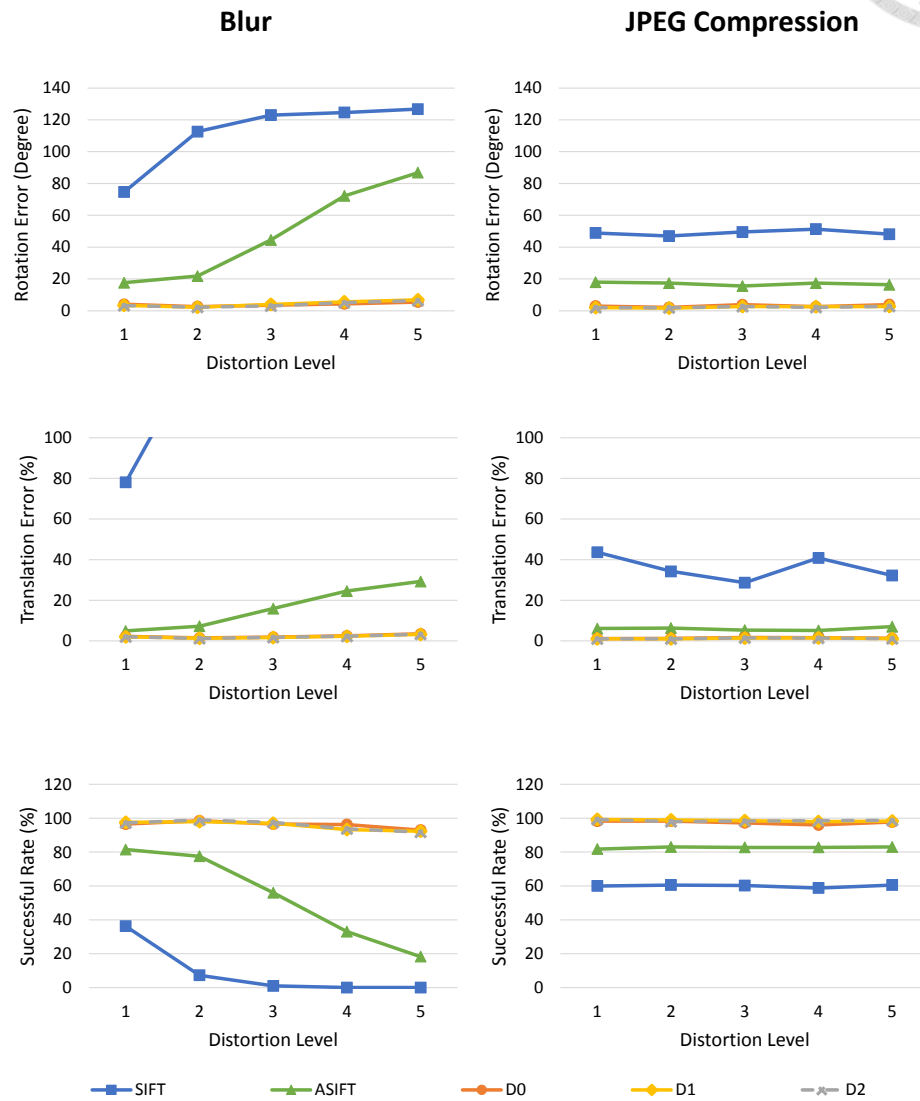 Blur
JPEG Compression
Rotation Error (Degree)
140
120
100
80
60
40
20
0
1 2 3 4 5
Distortion Level
Rotation Error (Degree)
140
120
100
80
60
40
20
0
1 2 3 4 5
Distortion Level
Translation Error (%)
100
80
60
40
20
0
1 2 3 4 5
Distortion Level
Translation Error (%)
100
80
60
40
20
0
1 2 3 4 5
Distortion Level
Successful Rate (%)
120
100
80
60
40
20
0
1 2 3 4 5
Distortion Level
Successful Rate (%)
120
100
80
60
40
20
0
1 2 3 4 5
Distortion Level
SIFT ASIFT D0 D1 D2